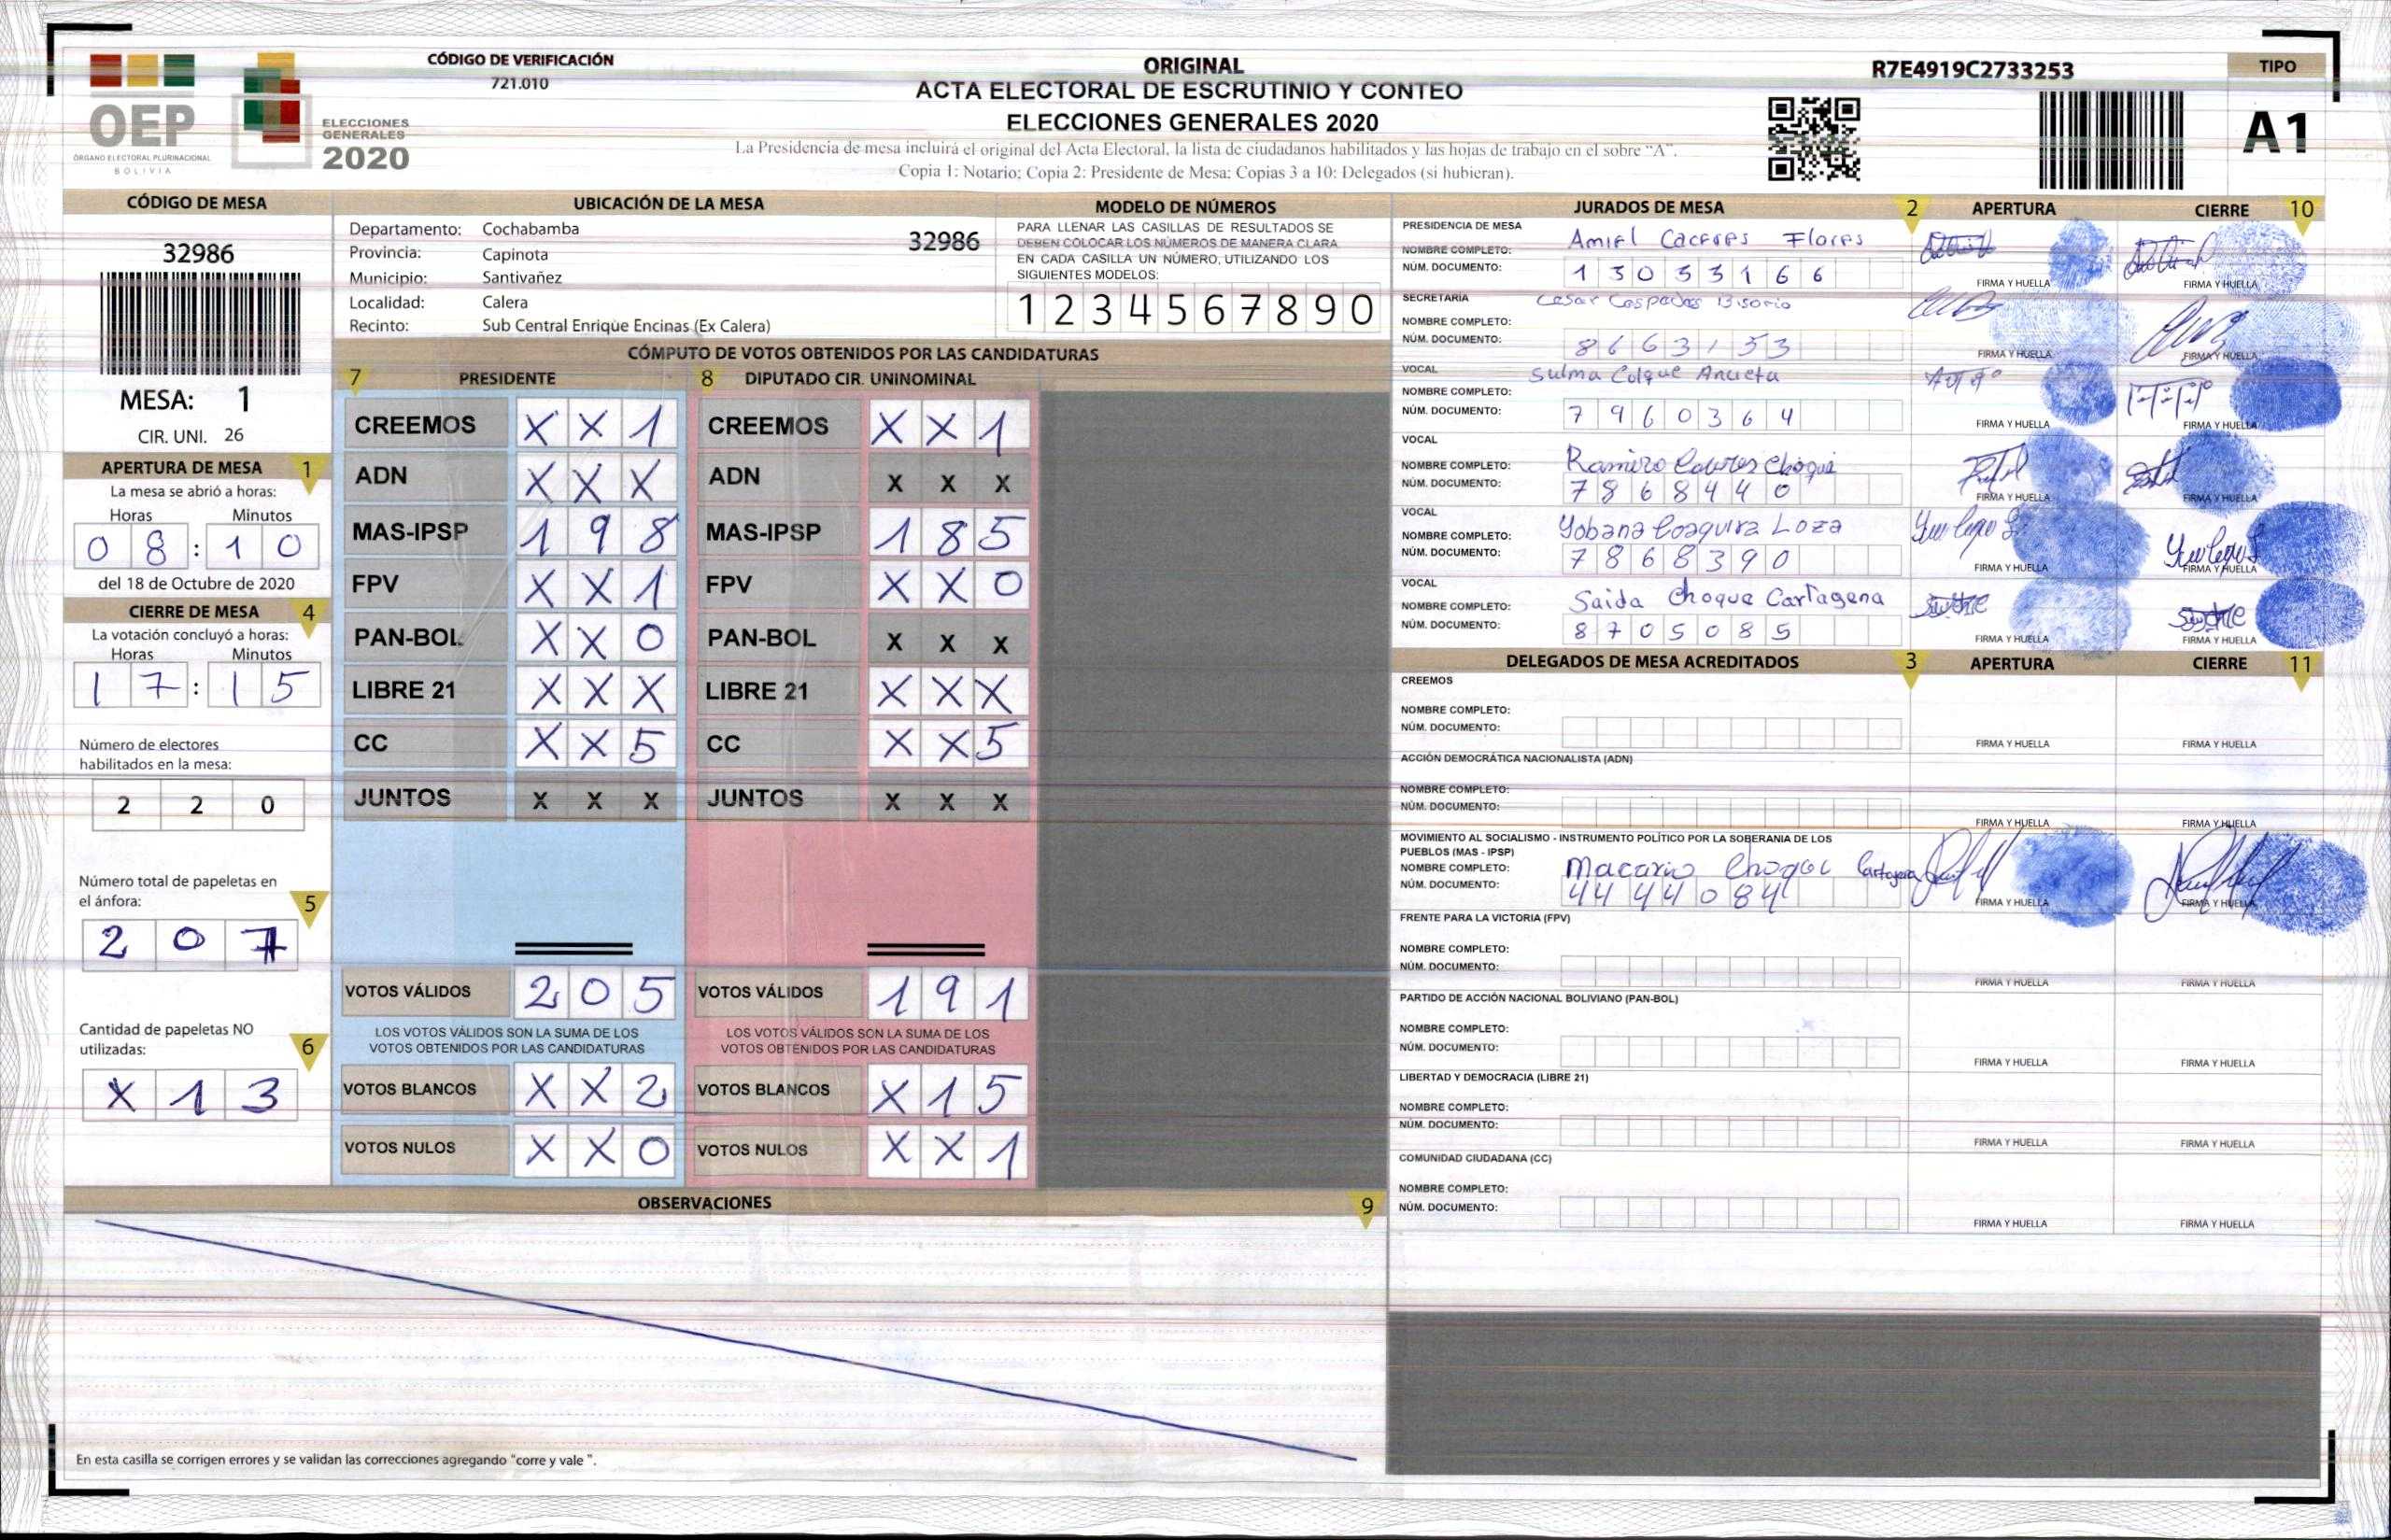 CÓDIGO DE VERIFICACIÓN
721.010
OEP
ÓRGANO ELECTORAL PLURINACIONAL
BOLIVIA
ELECCIONES
GENERALES
2020
ORIGINAL
ACTA ELECTORAL DE ESCRUTINIO Y CONTEO
ELECCIONES GENERALES 2020
La Presidencia de mesa incluirá el original del Acta Electoral, la lista de ciudadanos habilitados y las hojas de trabajo en el sobre "A".
Copia 1: Notario; Copia 2: Presidente de Mesa; Copias 3 a 10: Delegados (si hubieran).
R7E4919C2733253
TIPO
A1
CÓDIGO DE MESA
32986
MESA: 1
CIR. UNI. 26
APERTURA DE MESA 1
La mesa se abrió a horas:
Horas Minutos
0 8 : 1 0
del 18 de Octubre de 2020
CIERRE DE MESA 4
La votación concluyó a horas:
Horas Minutos
1 7 : 1 5
Número de electores
habilitados en la mesa:
2 2 0
Número total de papeletas en
el ánfora: 5
2 0 7
Cantidad de papeletas NO
utilizadas: 6
X 1 3
UBICACIÓN DE LA MESA
Departamento: Cochabamba
32986
Provincia: Capinota
Municipio: Santivañez
Localidad: Calera
Recinto: Sub Central Enrique Encinas (Ex Calera)
MODELO DE NÚMEROS
PARA LLENAR LAS CASILLAS DE RESULTADOS SE
DEBEN COLOCAR LOS NÚMEROS DE MANERA CLARA
EN CADA CASILLA UN NÚMERO, UTILIZANDO LOS
SIGUIENTES MODELOS:
1 2 3 4 5 6 7 8 9 0
CÓMPUTO DE VOTOS OBTENIDOS POR LAS CANDIDATURAS
7 PRESIDENTE 8 DIPUTADO CIR. UNINOMINAL
CREEMOS X X 1 CREEMOS X X 1
ADN X X X ADN X X X
MAS-IPSP 1 9 8 MAS-IPSP 1 8 5
FPV X X 1 FPV X X 0
PAN-BOL X X 0 PAN-BOL X X X
LIBRE 21 X X X LIBRE 21 X X X
CC X X 5 CC X X 5
JUNTOS X X X JUNTOS X X X
VOTOS VÁLIDOS 2 0 5 VOTOS VÁLIDOS 1 9 1
LOS VOTOS VÁLIDOS SON LA SUMA DE LOS LOS VOTOS VÁLIDOS SON LA SUMA DE LOS
VOTOS OBTENIDOS POR LAS CANDIDATURAS VOTOS OBTENIDOS POR LAS CANDIDATURAS
VOTOS BLANCOS X X 2 VOTOS BLANCOS X 1 5
VOTOS NULOS X X 0 VOTOS NULOS X X 1
OBSERVACIONES 9
En esta casilla se corrigen errores y se validan las correcciones agregando "corre y vale ".
JURADOS DE MESA 2 APERTURA CIERRE 10
PRESIDENCIA DE MESA
NOMBRE COMPLETO: Amiel Caceres Flores
NÚM. DOCUMENTO: 1 3 0 3 3 1 6 6
FIRMA Y HUELLA FIRMA Y HUELLA
SECRETARÍA
NOMBRE COMPLETO: Cesar Cespedes
NÚM. DOCUMENTO: 8 6 6 3 1 5 3
FIRMA Y HUELLA FIRMA Y HUELLA
VOCAL
NOMBRE COMPLETO: Sulma Colque
NÚM. DOCUMENTO: 7 9 6 0 3 6 4
FIRMA Y HUELLA FIRMA Y HUELLA
VOCAL
NOMBRE COMPLETO: Ramiro Choque
NÚM. DOCUMENTO: 7 8 6 8 4 4 0
FIRMA Y HUELLA FIRMA Y HUELLA
VOCAL
NOMBRE COMPLETO: Yobana Coaquira Loza
NÚM. DOCUMENTO: 7 8 6 8 3 9 0
FIRMA Y HUELLA FIRMA Y HUELLA
VOCAL
NOMBRE COMPLETO: Saida Choque Cartagena
NÚM. DOCUMENTO: 8 7 0 5 0 8 5
FIRMA Y HUELLA FIRMA Y HUELLA
DELEGADOS DE MESA ACREDITADOS 3 APERTURA CIERRE 11
CREEMOS
NOMBRE COMPLETO:
NÚM. DOCUMENTO:
FIRMA Y HUELLA FIRMA Y HUELLA
ACCIÓN DEMOCRÁTICA NACIONALISTA (ADN)
NOMBRE COMPLETO:
NÚM. DOCUMENTO:
FIRMA Y HUELLA FIRMA Y HUELLA
MOVIMIENTO AL SOCIALISMO - INSTRUMENTO POLÍTICO POR LA SOBERANIA DE LOS
PUEBLOS (MAS - IPSP)
NOMBRE COMPLETO: Macario Choque Cartagena
NÚM. DOCUMENTO: 4444084
FIRMA Y HUELLA FIRMA Y HUELLA
FRENTE PARA LA VICTORIA (FPV)
NOMBRE COMPLETO:
NÚM. DOCUMENTO:
FIRMA Y HUELLA FIRMA Y HUELLA
PARTIDO DE ACCIÓN NACIONAL BOLIVIANO (PAN-BOL)
NOMBRE COMPLETO:
NÚM. DOCUMENTO:
FIRMA Y HUELLA FIRMA Y HUELLA
LIBERTAD Y DEMOCRACIA (LIBRE 21)
NOMBRE COMPLETO:
NÚM. DOCUMENTO:
FIRMA Y HUELLA FIRMA Y HUELLA
COMUNIDAD CIUDADANA (CC)
NOMBRE COMPLETO:
NÚM. DOCUMENTO:
FIRMA Y HUELLA FIRMA Y HUELLA